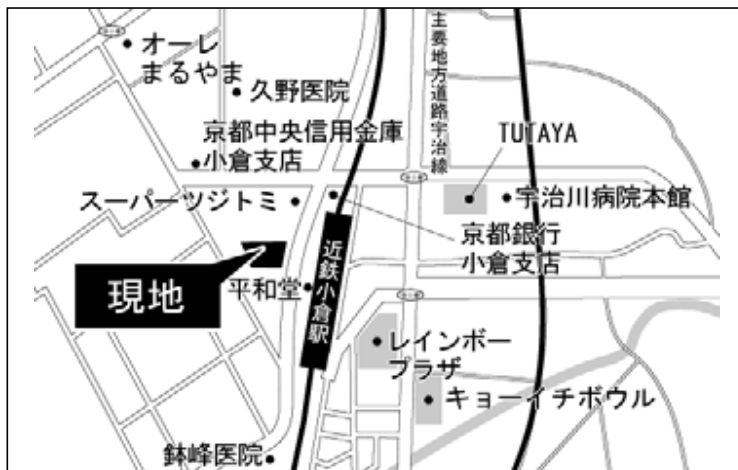 オーレ
まるやま
久野医院
京都中央信用金庫
小倉支店
主要地方道路宇治線
TUTAYA
スーパーツジトミ
宇治川病院本館
京都銀行
小倉支店
現地
平和堂
近鉄小倉駅
レインボー
プラザ
キョーイチボウル
鉢峰医院